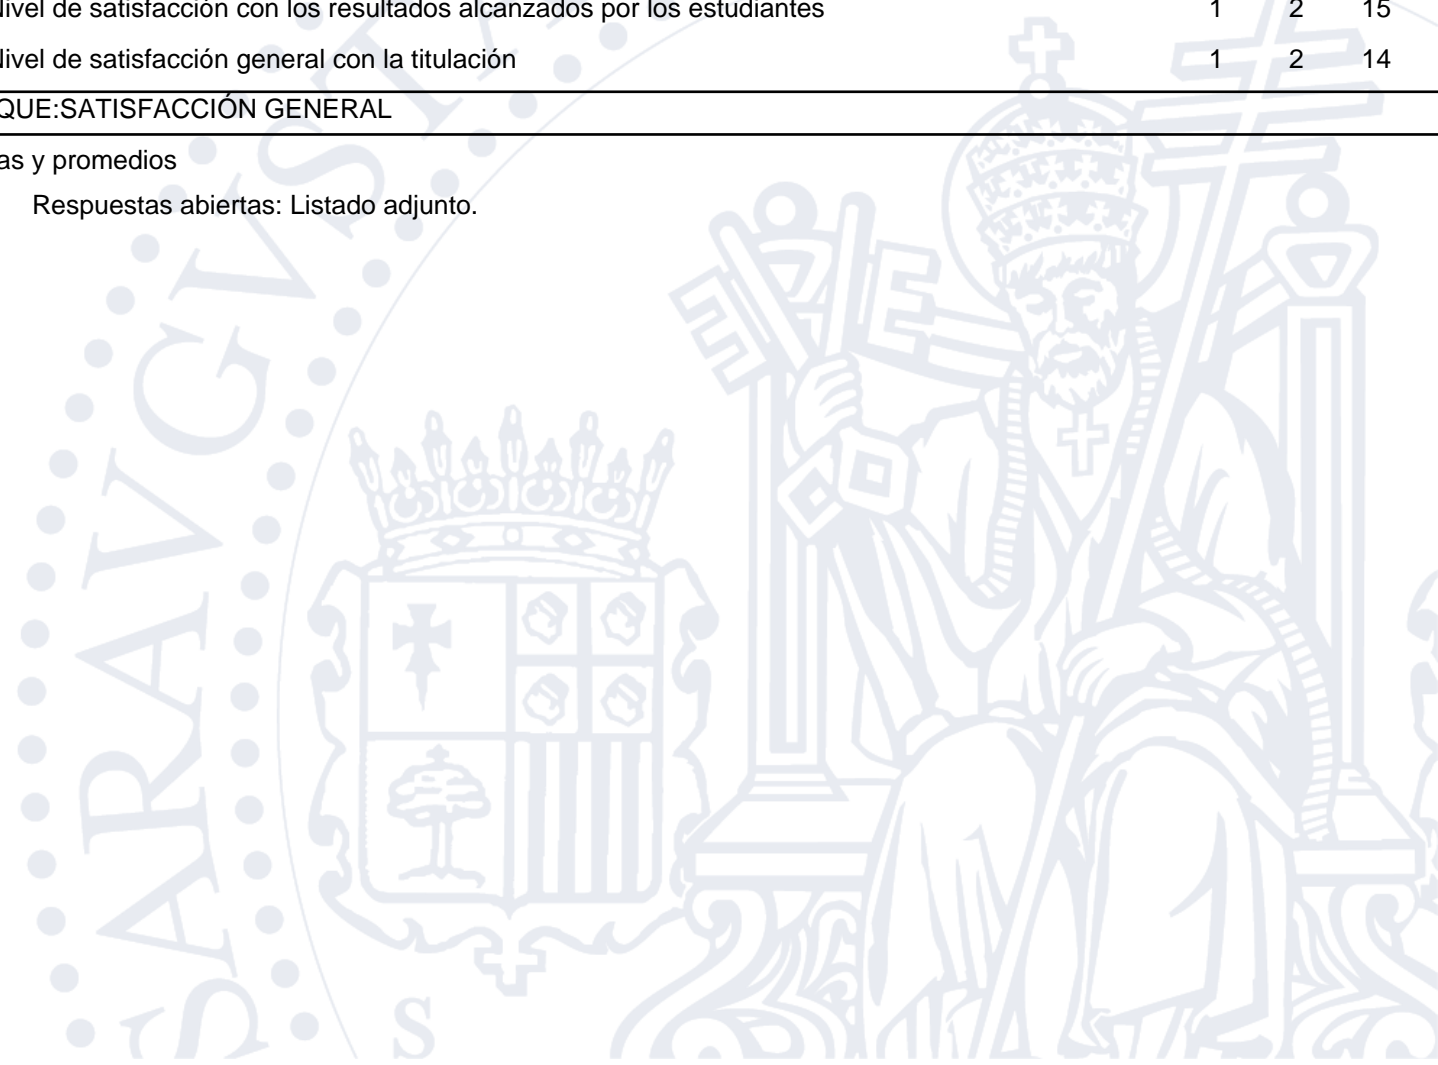 Nivel de satisfacción con los resultados alcanzados por los estudiantes 1 2 15
Nivel de satisfacción general con la titulación 1 2 14
QUE:SATISFACCIÓN GENERAL
as y promedios
Respuestas abiertas: Listado adjunto.
SARAVGVST
S